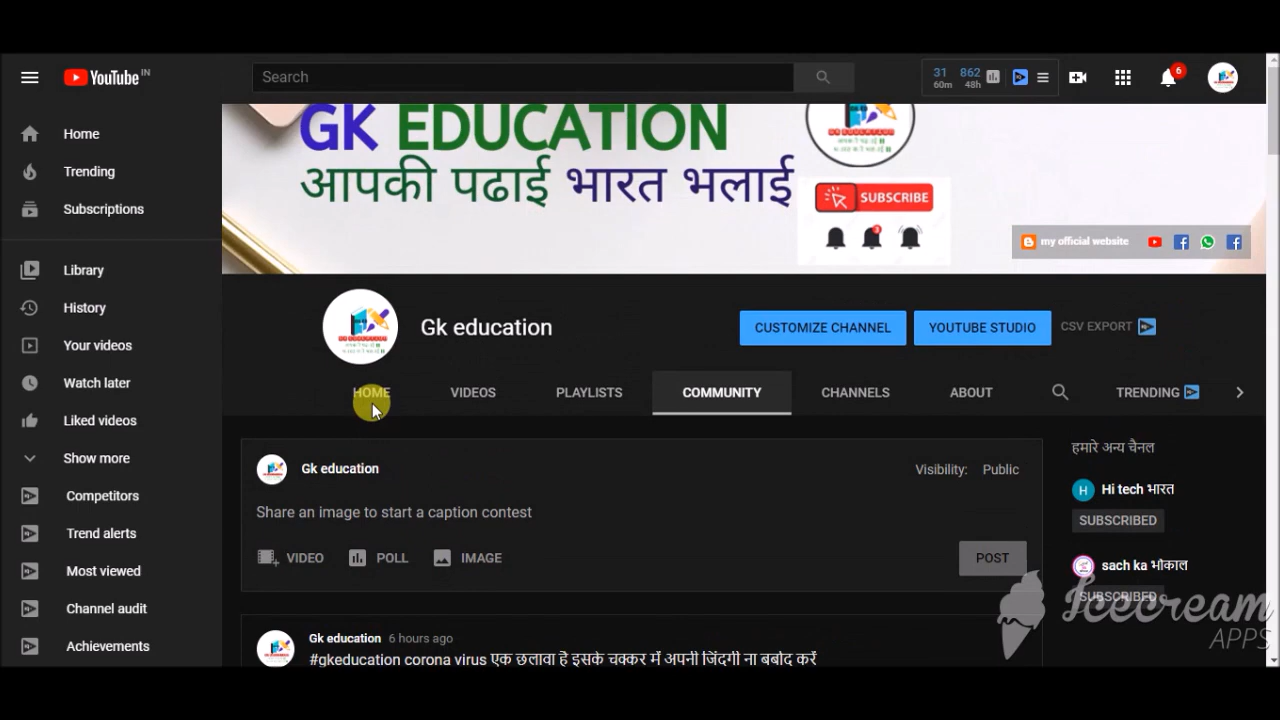 YouTube IN
Search
31 60m 862 48h
6
Home
Trending
Subscriptions
Library
History
Your videos
Watch later
Liked videos
Show more
Competitors
Trend alerts
Most viewed
Channel audit
Achievements
GK EDUCATION
आपकी पढाई भारत भलाई
GK EDUCATION
SUBSCRIBE
my official website
Gk education
CUSTOMIZE CHANNEL
YOUTUBE STUDIO
CSV EXPORT
HOME
VIDEOS
PLAYLISTS
COMMUNITY
CHANNELS
ABOUT
TRENDING
Gk education
Visibility: Public
Share an image to start a caption contest
VIDEO
POLL
IMAGE
POST
हमारे अन्य चैनल
H Hi tech भारत
SUBSCRIBED
sach ka भौकाल
SUBSCRIBED
Gk education 6 hours ago
#gkeducation corona virus एक छलावा है इसके चक्कर में अपनी जिंदगी ना बर्बाद करें
Icecream
APPS